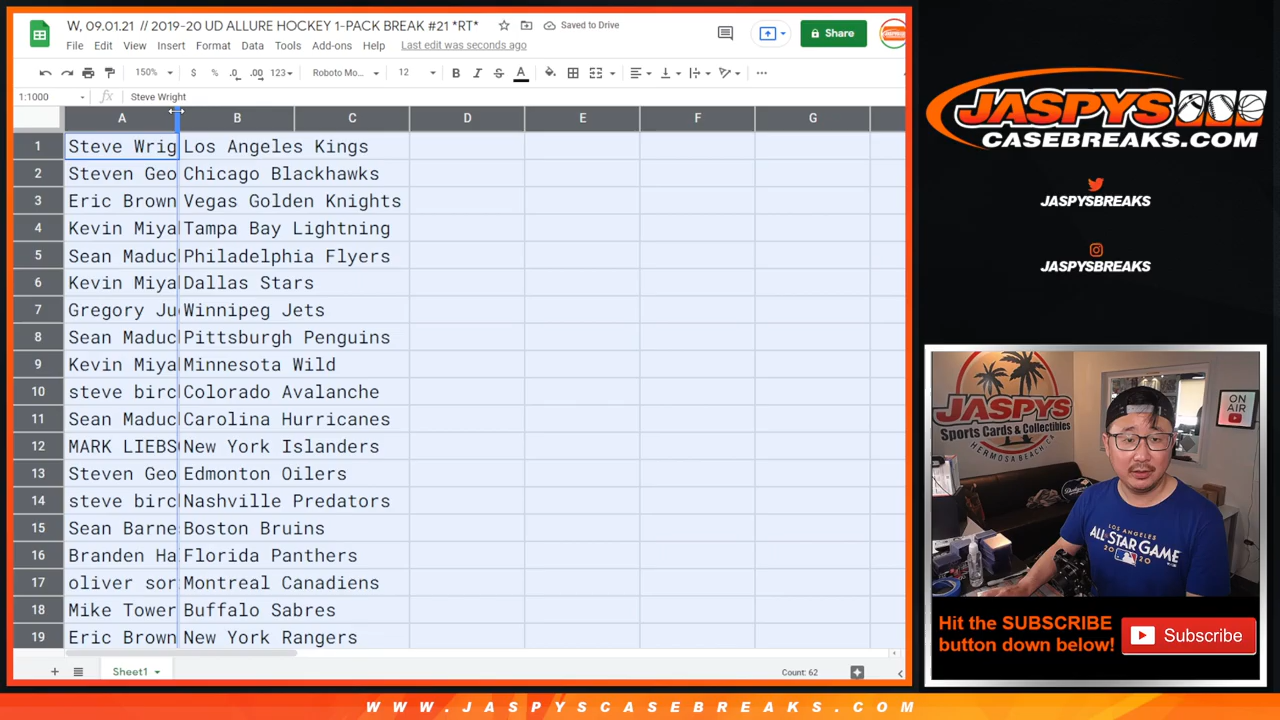 W, 09.01.21 // 2019-20 UD ALLURE HOCKEY 1-PACK BREAK #21 *RT*
Saved to Drive
File Edit View Insert Format Data Tools Add-ons Help Last edit was seconds ago
Share
150% $ % .0 .00 123 Roboto Mo... 12 B I S A
1:1000 fx Steve Wright
A B C D E F G
1 Steve Wrig Los Angeles Kings
2 Steven Geo Chicago Blackhawks
3 Eric Brown Vegas Golden Knights
4 Kevin Miya Tampa Bay Lightning
5 Sean Maduc Philadelphia Flyers
6 Kevin Miya Dallas Stars
7 Gregory Ju Winnipeg Jets
8 Sean Maduc Pittsburgh Penguins
9 Kevin Miya Minnesota Wild
10 steve birc Colorado Avalanche
11 Sean Maduc Carolina Hurricanes
12 MARK LIEBS New York Islanders
13 Steven Geo Edmonton Oilers
14 steve birc Nashville Predators
15 Sean Barne Boston Bruins
16 Branden Ha Florida Panthers
17 oliver sor Montreal Canadiens
18 Mike Tower Buffalo Sabres
19 Eric Brown New York Rangers
Sheet1
Count: 62
JASPYS
CASEBREAKS.COM
JASPYSBREAKS
JASPYSBREAKS
JASPYS
Sports Cards & Collectibles
HERMOSA BEACH, CA
ON AIR
LOS ANGELES
ALL STAR GAME
2020
Hit the SUBSCRIBE
button down below!
Subscribe
WWW.JASPYSCASEBREAKS.COM